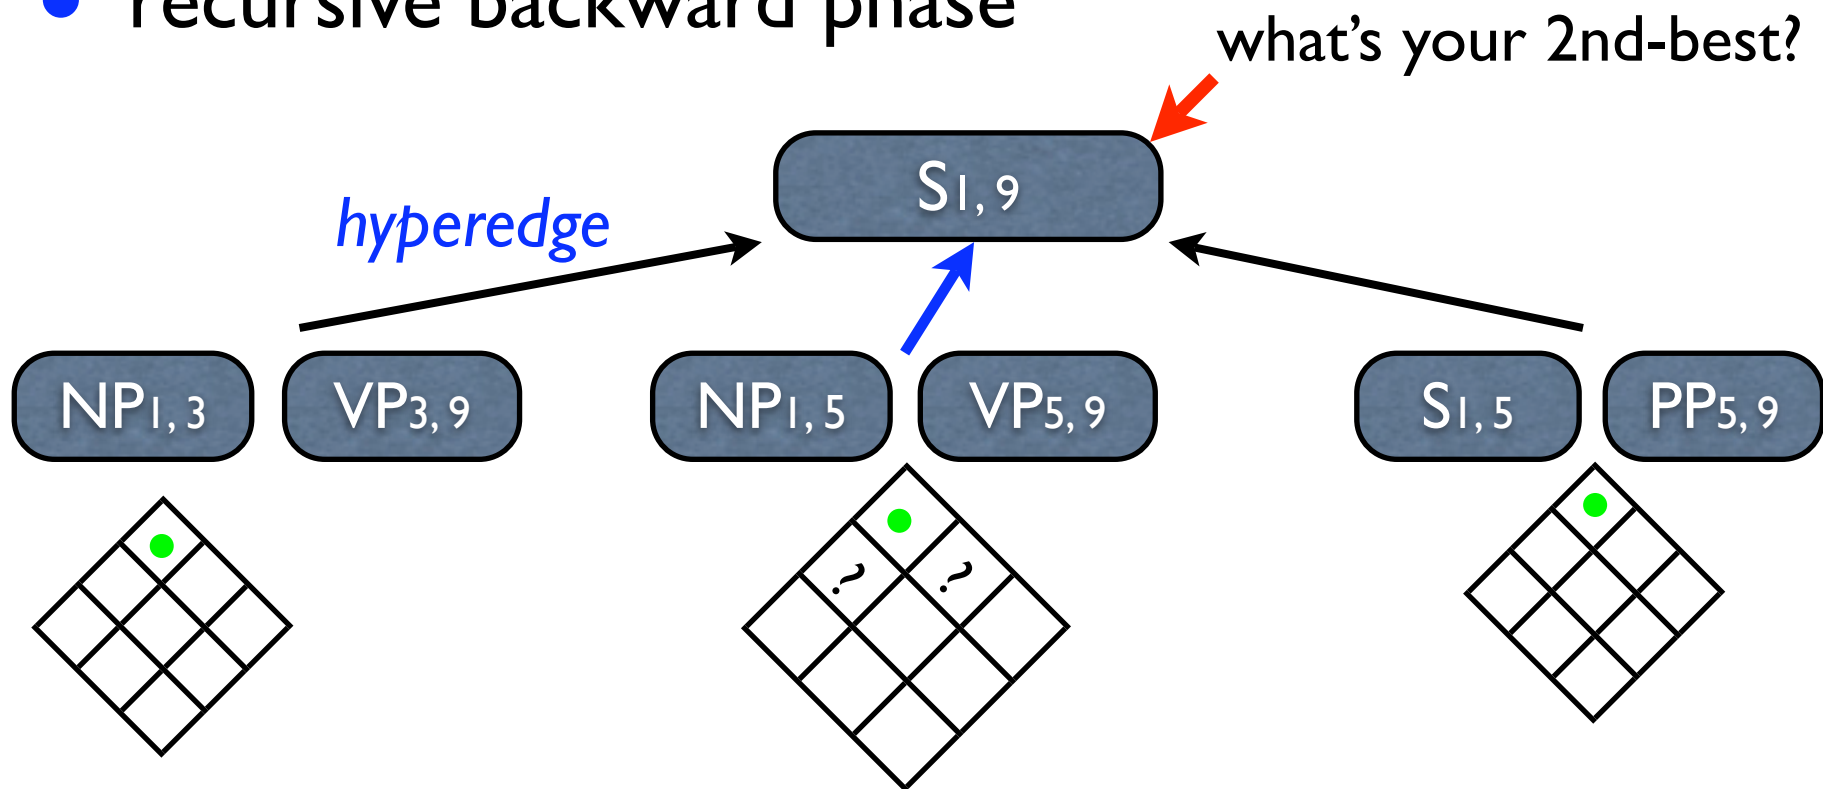 • recursive backward phase
what's your 2nd-best?
S1, 9
hyperedge
NP1, 3 VP3, 9 NP1, 5 VP5, 9 S1, 5 PP5, 9
? ?